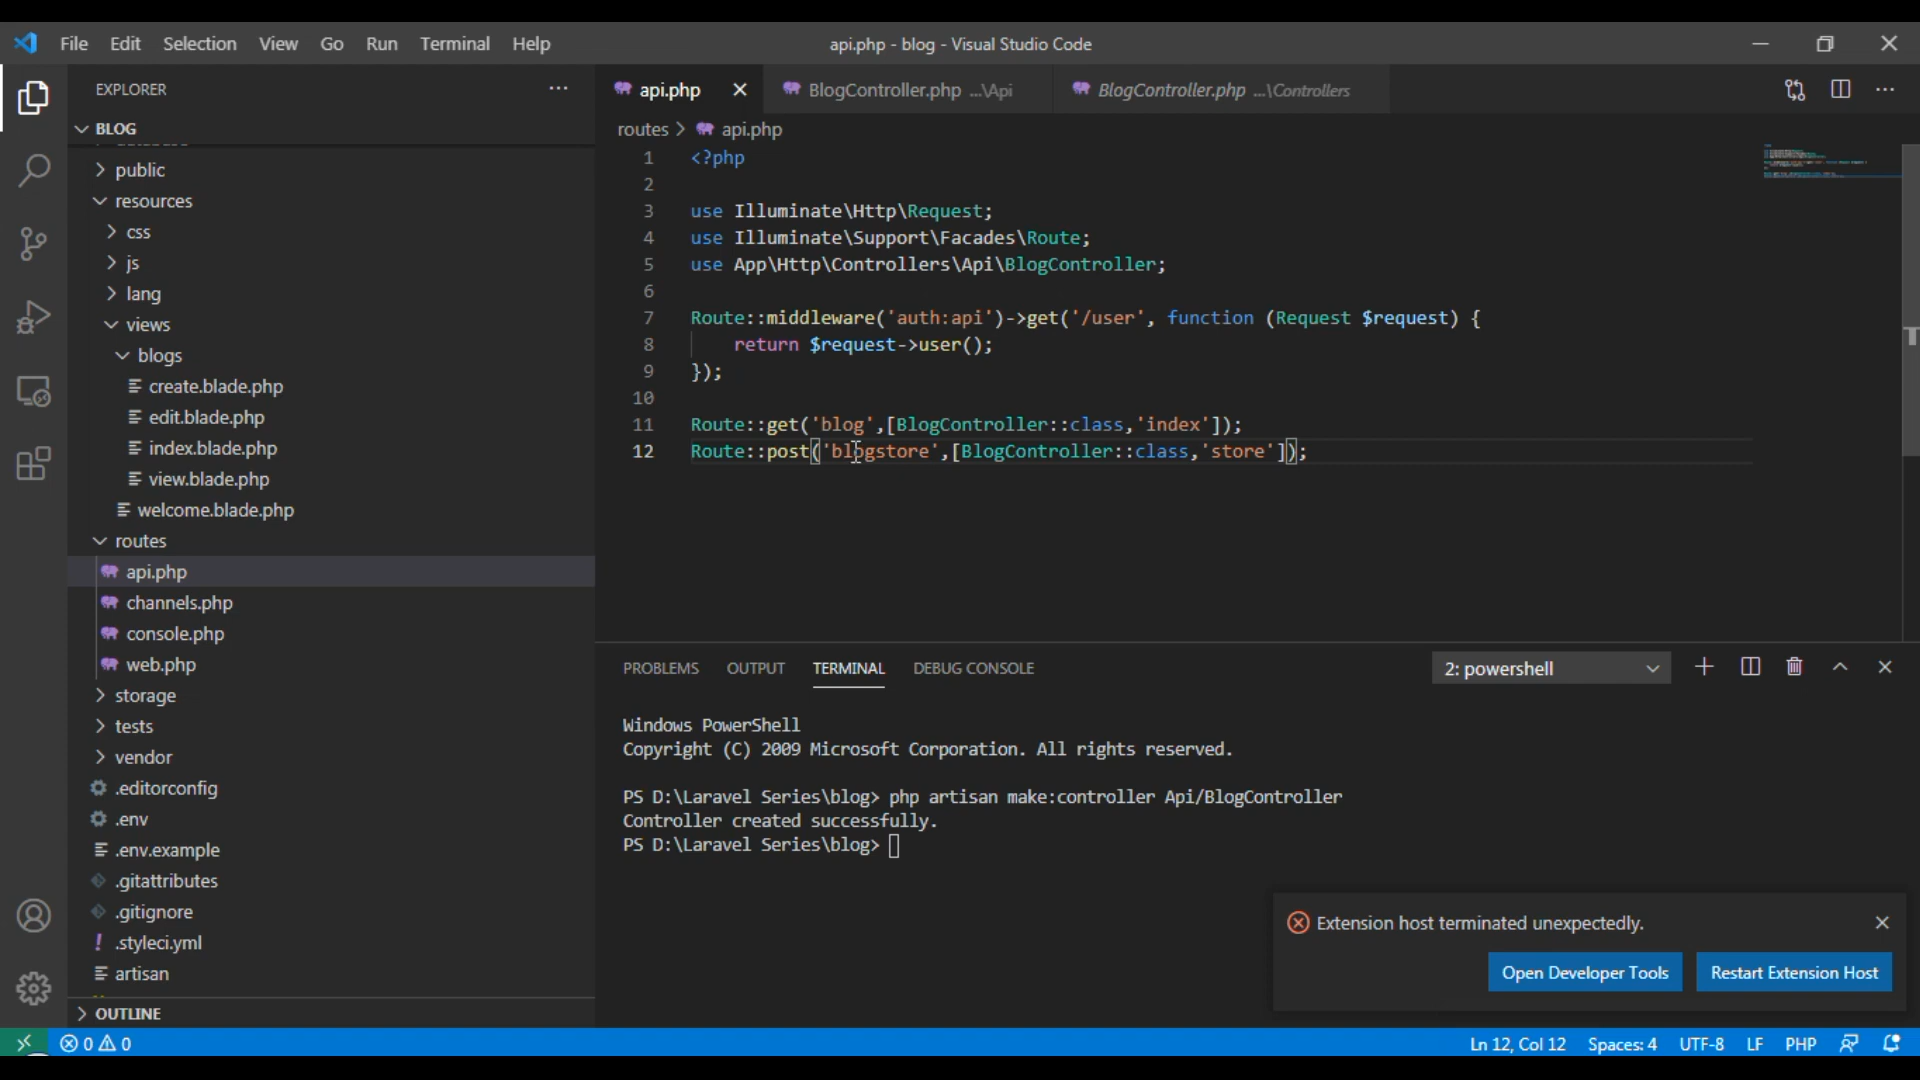 File Edit Selection View Go Run Terminal Help
api.php - blog - Visual Studio Code
EXPLORER
BLOG
public
resources
css
js
lang
views
blogs
create.blade.php
edit.blade.php
index.blade.php
view.blade.php
welcome.blade.php
routes
api.php
channels.php
console.php
web.php
storage
tests
vendor
.editorconfig
.env
.env.example
.gitattributes
.gitignore
.styleci.yml
artisan
OUTLINE
api.php BlogController.php ...\Api BlogController.php ...\Controllers
routes > api.php
1 <?php
2
3 use Illuminate\Http\Request;
4 use Illuminate\Support\Facades\Route;
5 use App\Http\Controllers\Api\BlogController;
6
7 Route::middleware('auth:api')->get('/user', function (Request $request) {
8 return $request->user();
9 });
10
11 Route::get('blog',[BlogController::class,'index']);
12 Route::post('blogstore',[BlogController::class,'store']);
PROBLEMS OUTPUT TERMINAL DEBUG CONSOLE
2: powershell
Windows PowerShell
Copyright (C) 2009 Microsoft Corporation. All rights reserved.
PS D:\Laravel Series\blog> php artisan make:controller Api/BlogController
Controller created successfully.
PS D:\Laravel Series\blog>
Extension host terminated unexpectedly.
Open Developer Tools Restart Extension Host
0 0
Ln 12, Col 12 Spaces: 4 UTF-8 LF PHP